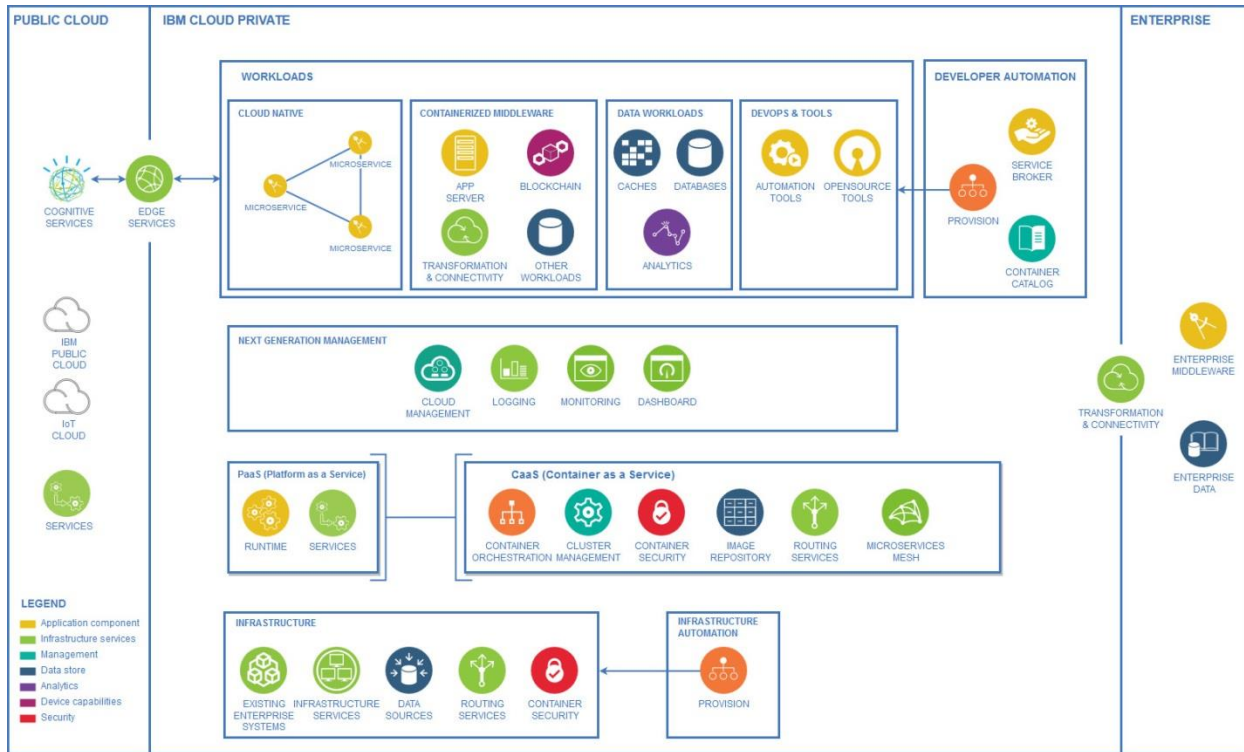 PUBLIC CLOUD
IBM CLOUD PRIVATE
ENTERPRISE
WORKLOADS
DEVELOPER AUTOMATION
CLOUD NATIVE
MICROSERVICE
MICROSERVICE
MICROSERVICE
CONTAINERIZED MIDDLEWARE
APP
SERVER
BLOCKCHAIN
TRANSFORMATION
& CONNECTIVITY
OTHER
WORKLOADS
DATA WORKLOADS
CACHES
DATABASES
ANALYTICS
DEVOPS & TOOLS
AUTOMATION
TOOLS
OPENSOURCE
TOOLS
SERVICE
BROKER
PROVISION
CONTAINER
CATALOG
COGNITIVE
SERVICES
EDGE
SERVICES
IBM
PUBLIC
CLOUD
IoT
CLOUD
SERVICES
NEXT GENERATION MANAGEMENT
CLOUD
MANAGEMENT
LOGGING
MONITORING
DASHBOARD
TRANSFORMATION
& CONNECTIVITY
ENTERPRISE
MIDDLEWARE
ENTERPRISE
DATA
PaaS (Platform as a Service)
RUNTIME
SERVICES
CaaS (Container as a Service)
CONTAINER
ORCHESTRATION
CLUSTER
MANAGEMENT
CONTAINER
SECURITY
IMAGE
REPOSITORY
ROUTING
SERVICES
MICROSERVICES
MESH
LEGEND
Application component
Infrastructure services
Management
Data store
Analytics
Device capabilities
Security
INFRASTRUCTURE
EXISTING
ENTERPRISE
SYSTEMS
INFRASTRUCTURE
SERVICES
DATA
SOURCES
ROUTING
SERVICES
CONTAINER
SECURITY
INFRASTRUCTURE
AUTOMATION
PROVISION